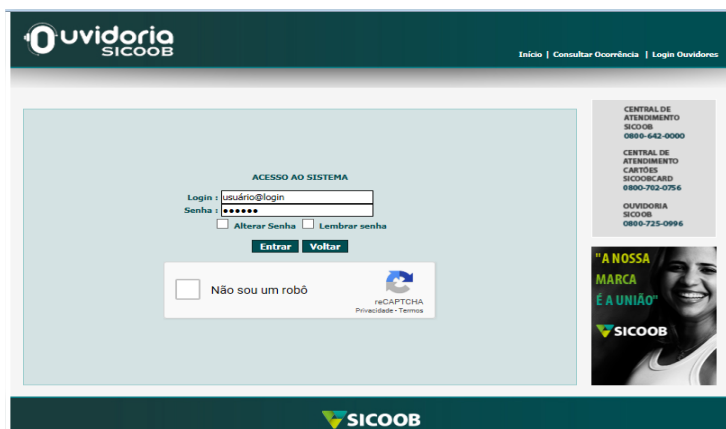 Ouvidoria
SICOOB
Início | Consultar Ocorrência | Login Ouvidores
ACESSO AO SISTEMA
Login : usuário@login
Senha : ●●●●●●
Alterar Senha Lembrar senha
Entrar Voltar
Não sou um robô
reCAPTCHA
Privacidade - Termos
CENTRAL DE
ATENDIMENTO
SICOOB
0800-642-0000
CENTRAL DE
ATENDIMENTO
CARTÕES
SICOOBCARD
0800-702-0756
OUVIDORIA
SICOOB
0800-725-0996
"A NOSSA
MARCA
É A UNIÃO"
SICOOB
SICOOB